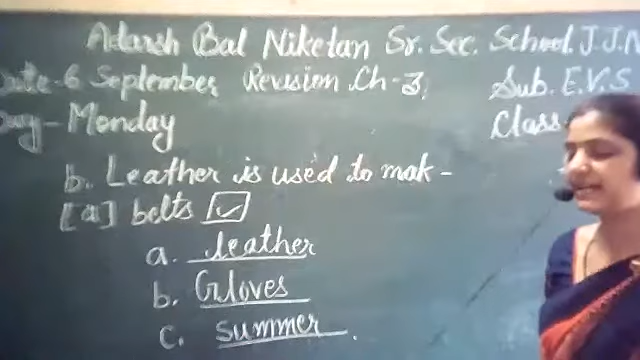 Adarsh Bal Niketan Sr. Sec. School. J.J.N
Date-6 September Revision Ch-3. Sub. E.V.S
Day-Monday Class
b. Leather is used to mak-
[a] belts ✓
a. leather
b. Gloves
c. summer.